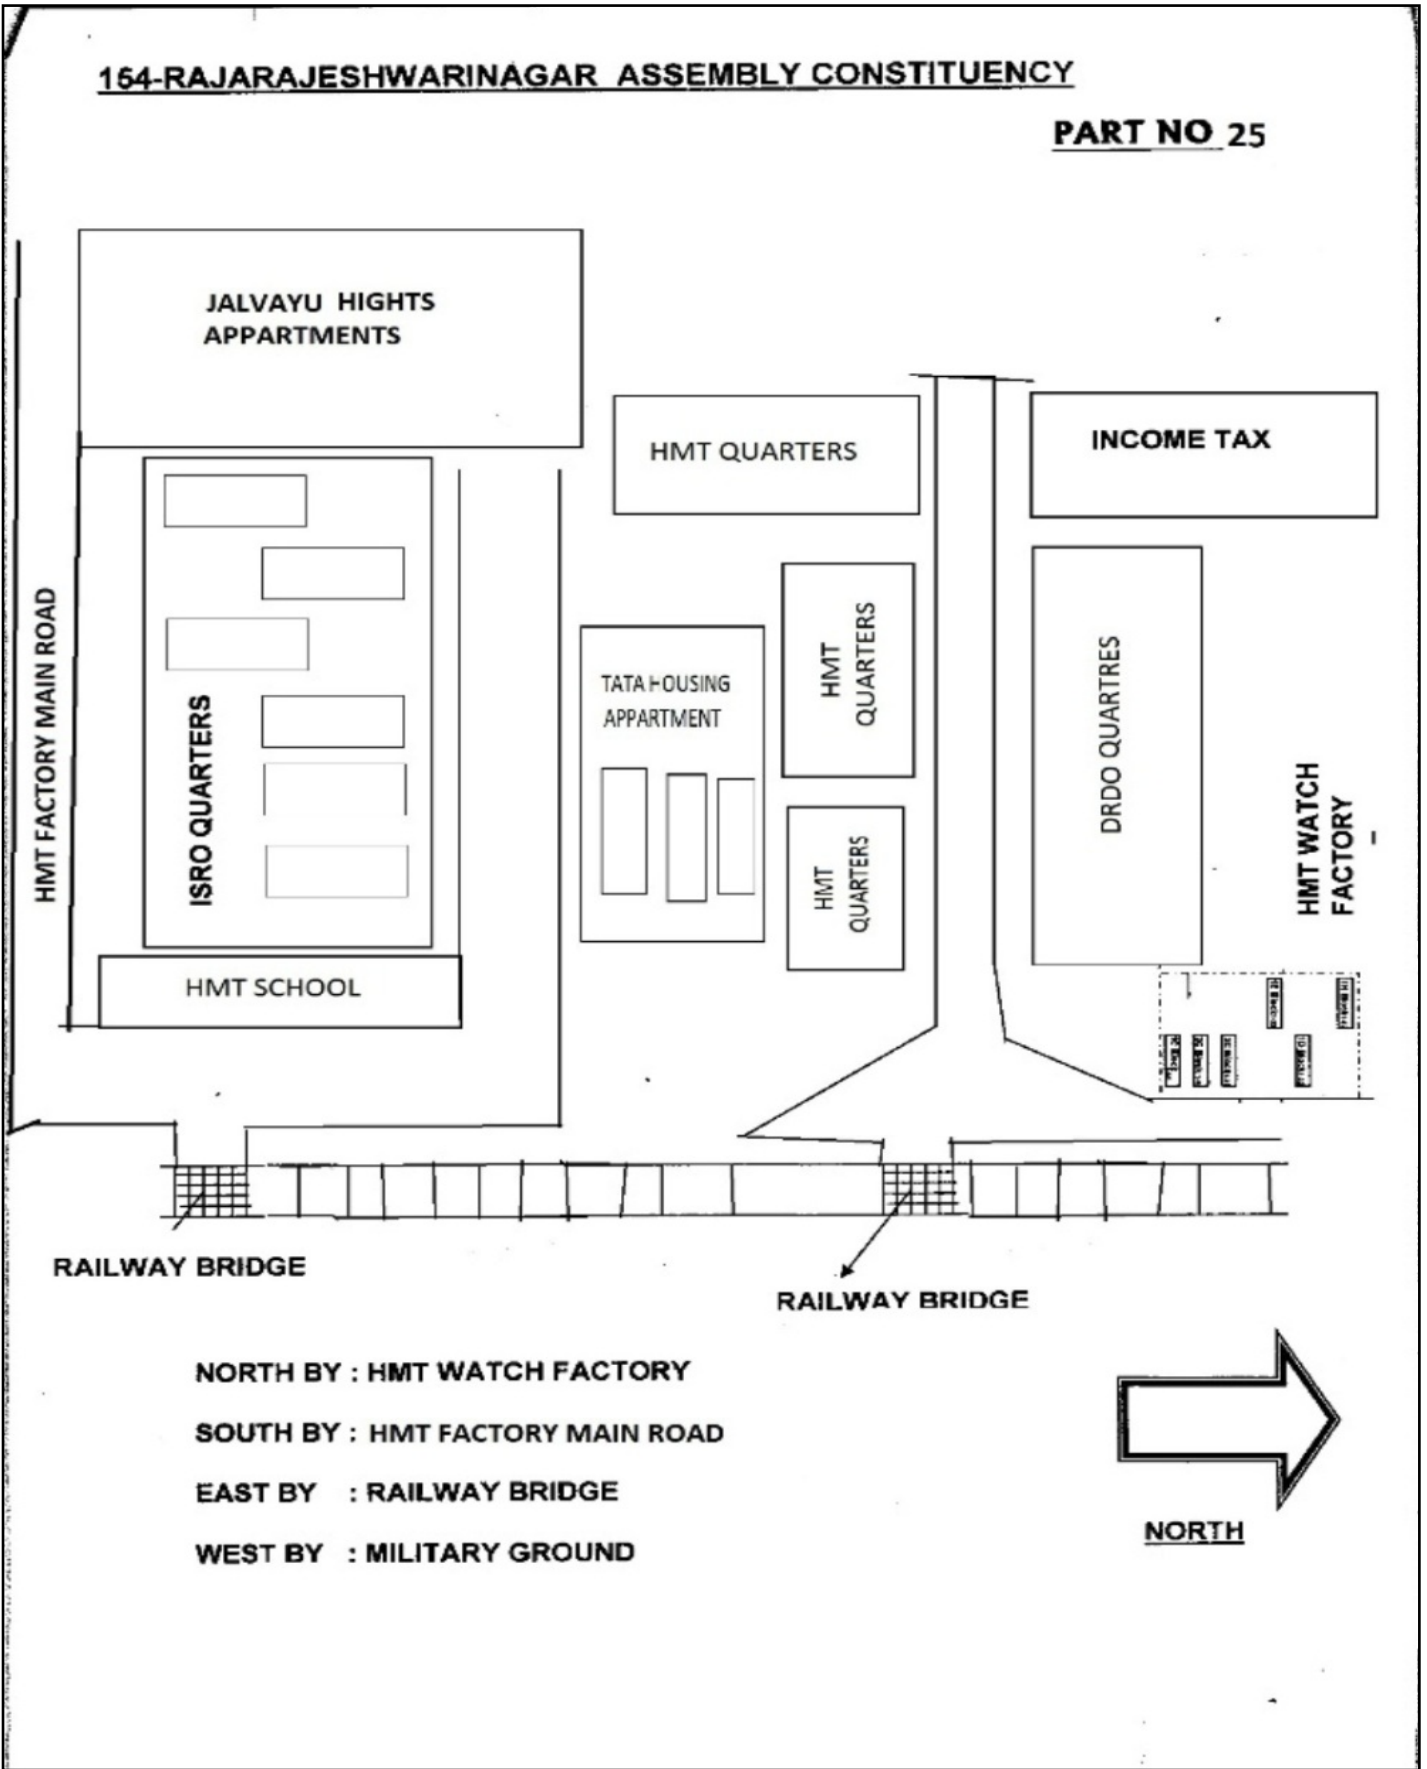 154-RAJARAJESHWARINAGAR ASSEMBLY CONSTITUENCY
PART NO 25
JALVAYU HIGHTS
APPARTMENTS
HMT QUARTERS
INCOME TAX
HMT FACTORY MAIN ROAD
ISRO QUARTERS
TATA HOUSING
APPARTMENT
HMT
QUARTERS
HMT
QUARTERS
DRDO QUARTRES
HMT WATCH
FACTORY
HMT SCHOOL
RAILWAY BRIDGE
RAILWAY BRIDGE
NORTH BY : HMT WATCH FACTORY
SOUTH BY : HMT FACTORY MAIN ROAD
EAST BY : RAILWAY BRIDGE
WEST BY : MILITARY GROUND
NORTH